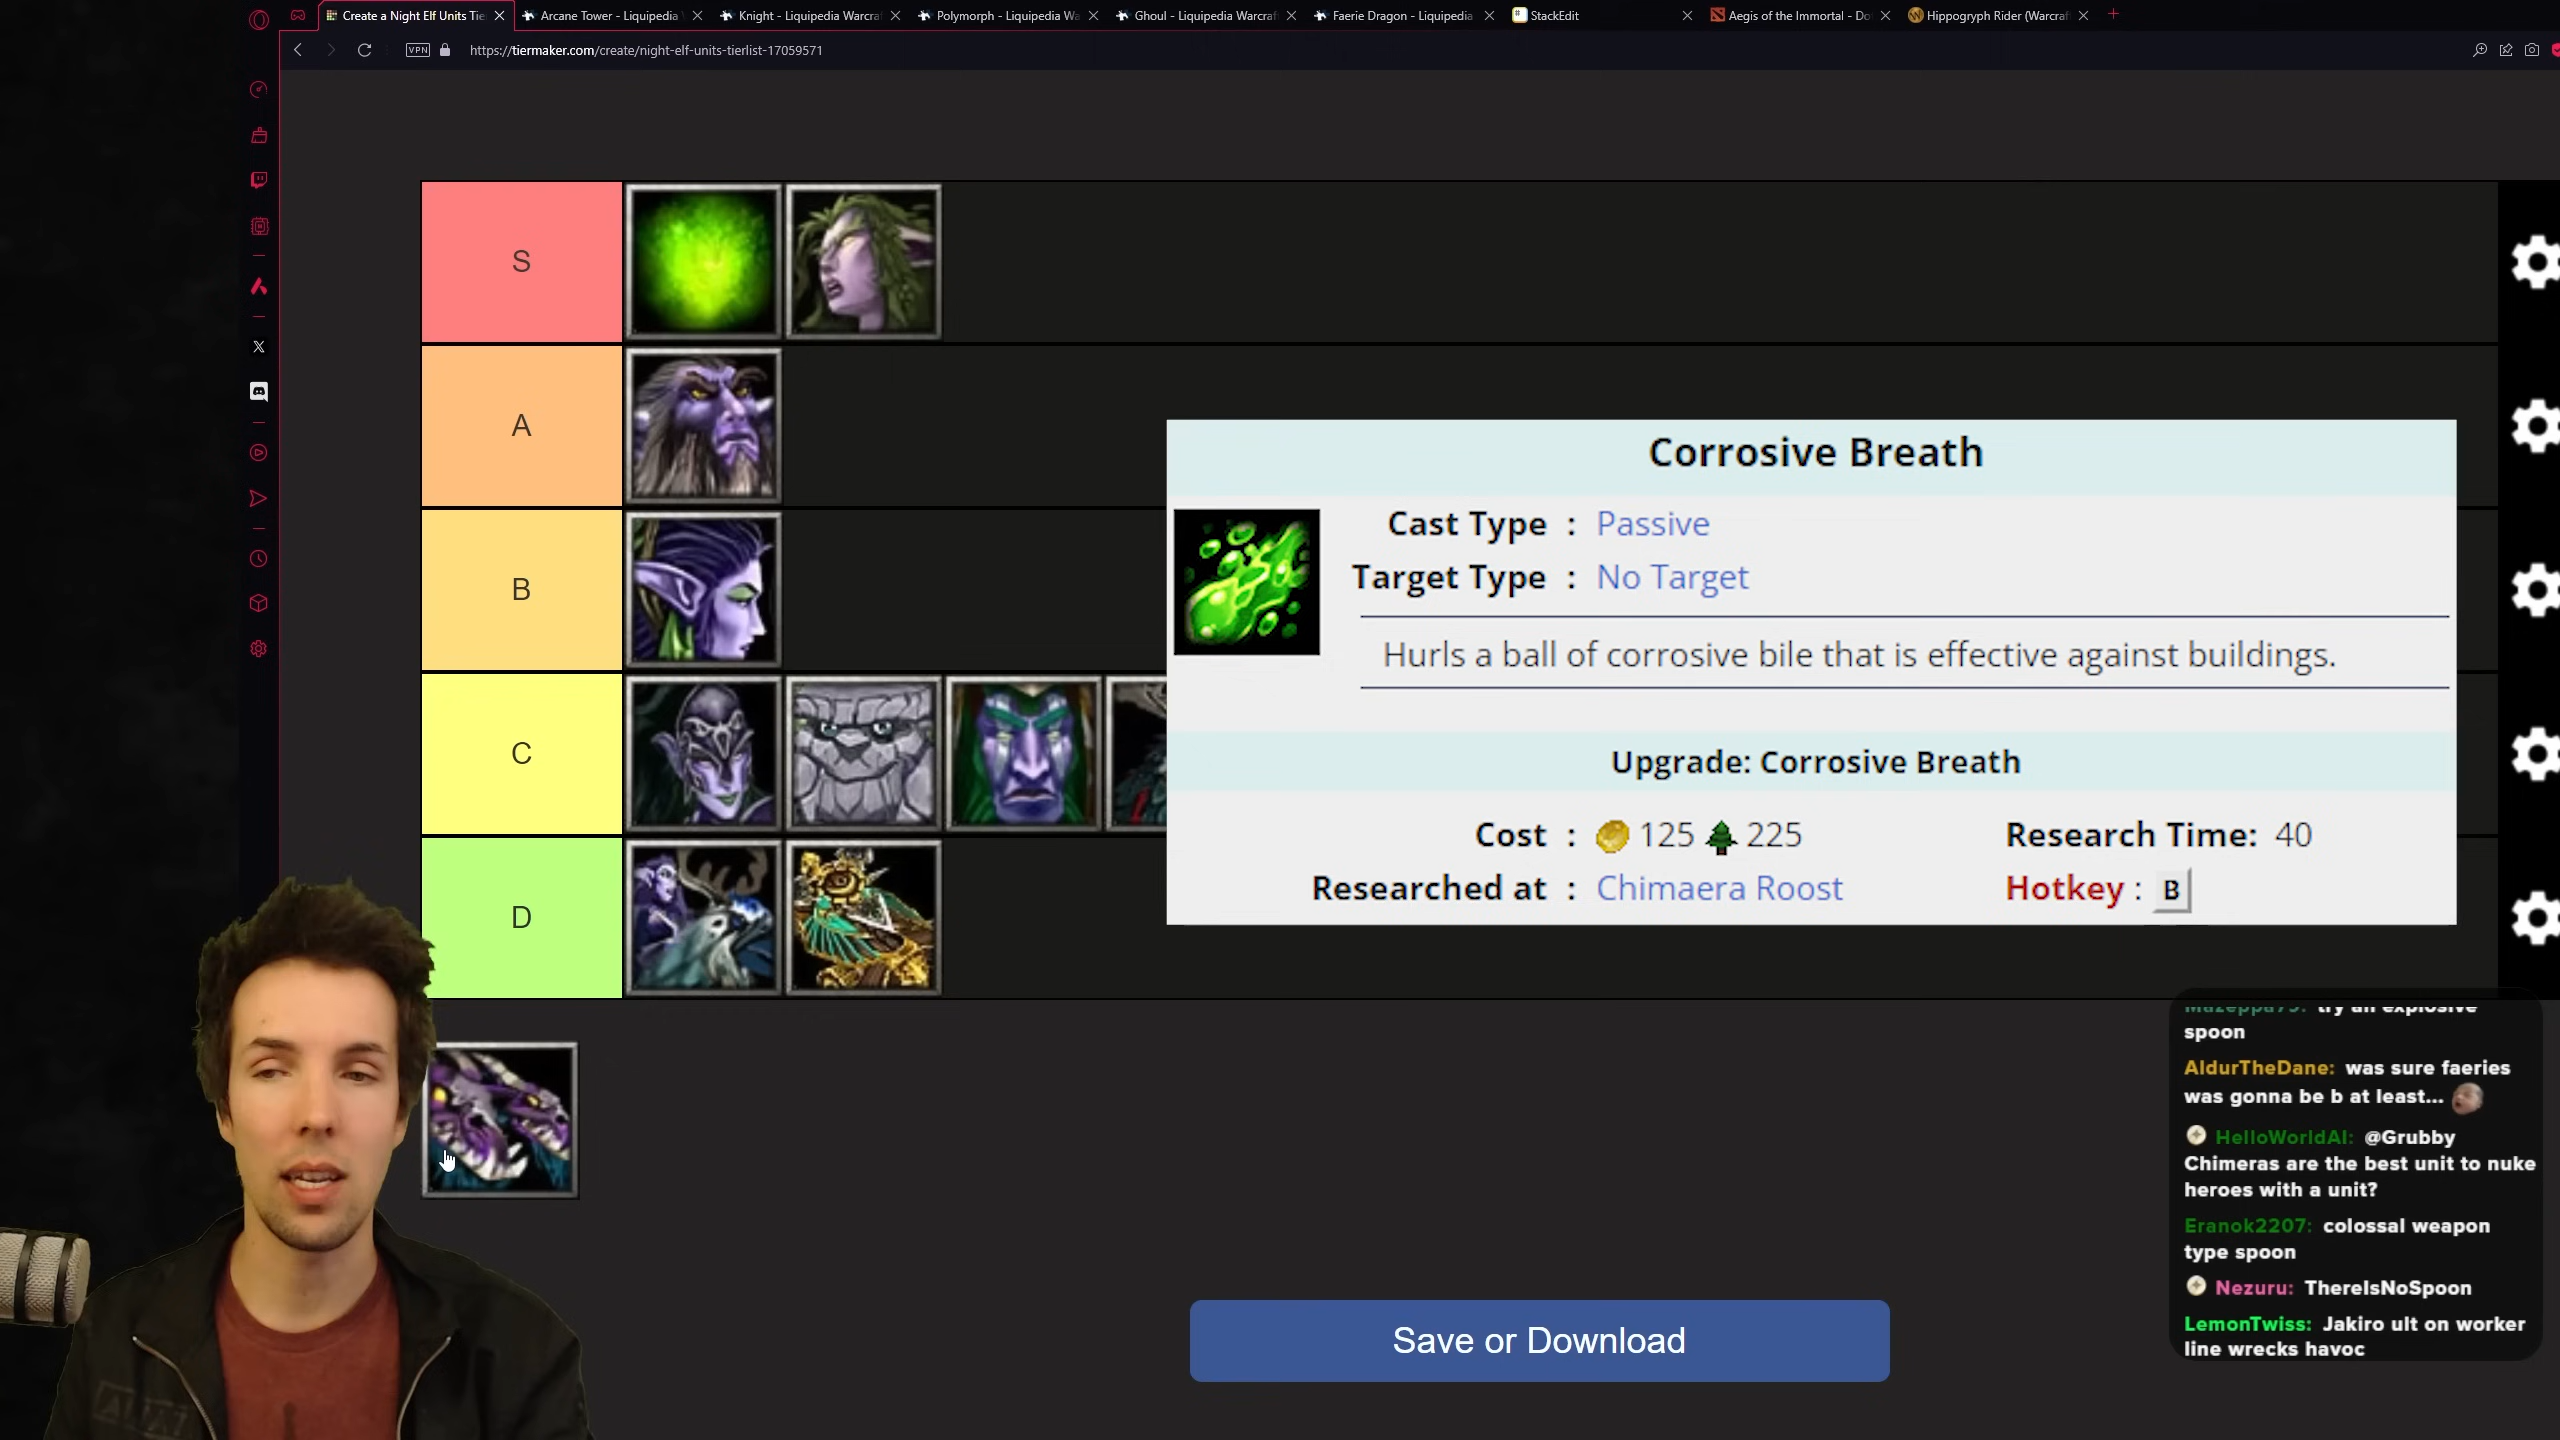 Create a Night Elf Units Tie
Arcane Tower - Liquipedia
Knight - Liquipedia Warcra
Polymorph - Liquipedia Wa
Ghoul - Liquipedia Warcraf
Faerie Dragon - Liquipedia
StackEdit
Aegis of the Immortal - Do
Hippogryph Rider (Warcraf
VPN
https://tiermaker.com/create/night-elf-units-tierlist-17059571
S
A
B
C
D
Corrosive Breath
Cast Type : Passive
Target Type : No Target
Hurls a ball of corrosive bile that is effective against buildings.
Upgrade: Corrosive Breath
Cost : 125 225 Research Time: 40
Researched at : Chimaera Roost Hotkey : B
Mazeppa75: try an explosive
spoon
AldurTheDane: was sure faeries
was gonna be b at least...
HelloWorldAI: @Grubby
Chimeras are the best unit to nuke
heroes with a unit?
Eranok2207: colossal weapon
type spoon
Nezuru: ThereIsNoSpoon
LemonTwiss: Jakiro ult on worker
line wrecks havoc
Save or Download